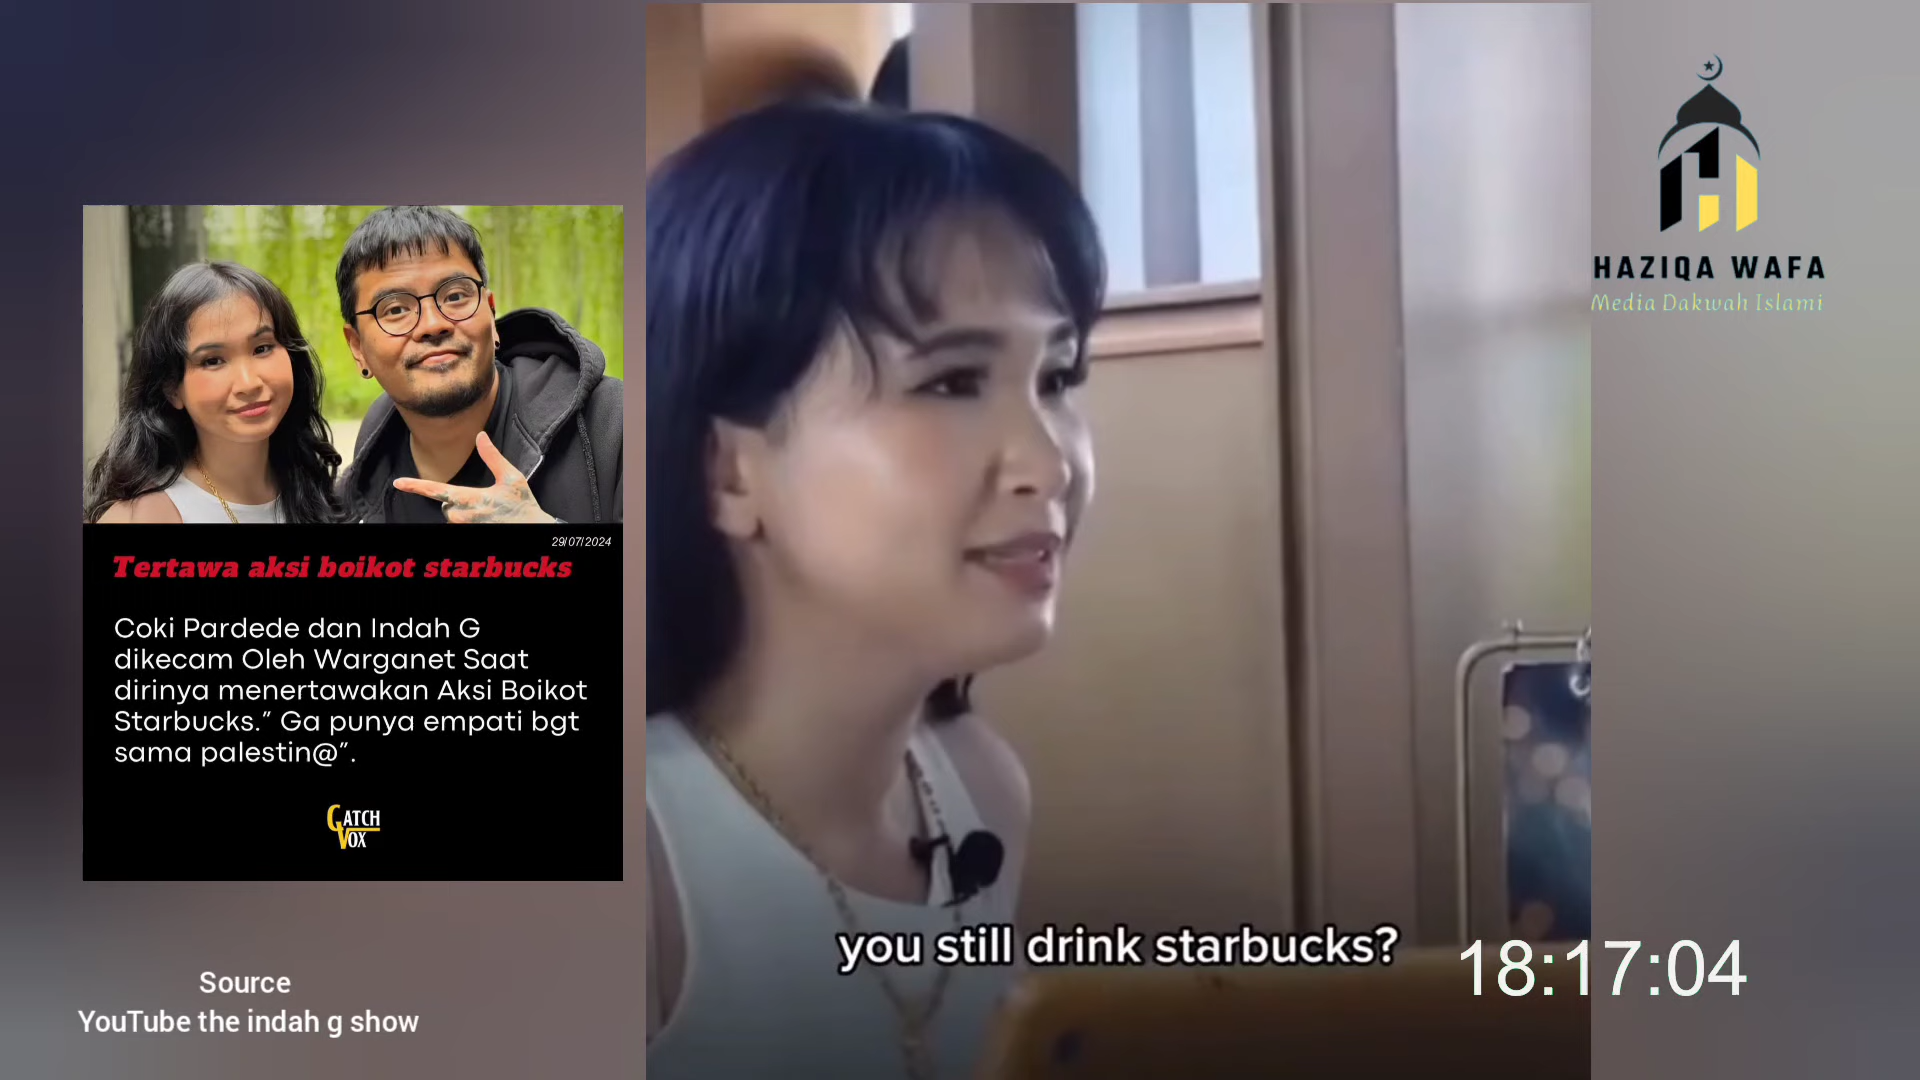 29/07/2024
Tertawa aksi boikot starbucks
Coki Pardede dan Indah G
dikecam Oleh Warganet Saat
dirinya menertawakan Aksi Boikot
Starbucks.” Ga punya empati bgt
sama palestin@”.
CATCH
VOX
Source
YouTube the indah g show
you still drink starbucks?
HAZIQA WAFA
Media Dakwah Islami
18:17:04